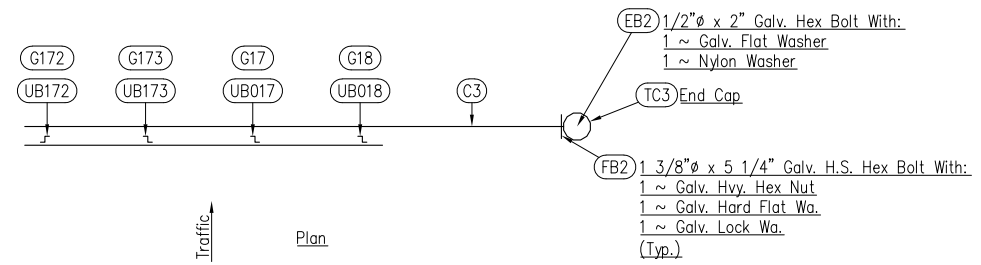 EB2 1/2"ø x 2" Galv. Hex Bolt With:
1 ~ Galv. Flat Washer
1 ~ Nylon Washer
G172 G173 G17 G18
UB172 UB173 UB017 UB018 C3
TC3 End Cap
FB2 1 3/8"ø x 5 1/4" Galv. H.S. Hex Bolt With:
1 ~ Galv. Hvy. Hex Nut
1 ~ Galv. Hard Flat Wa.
1 ~ Galv. Lock Wa.
(Typ.)
Traffic
Plan